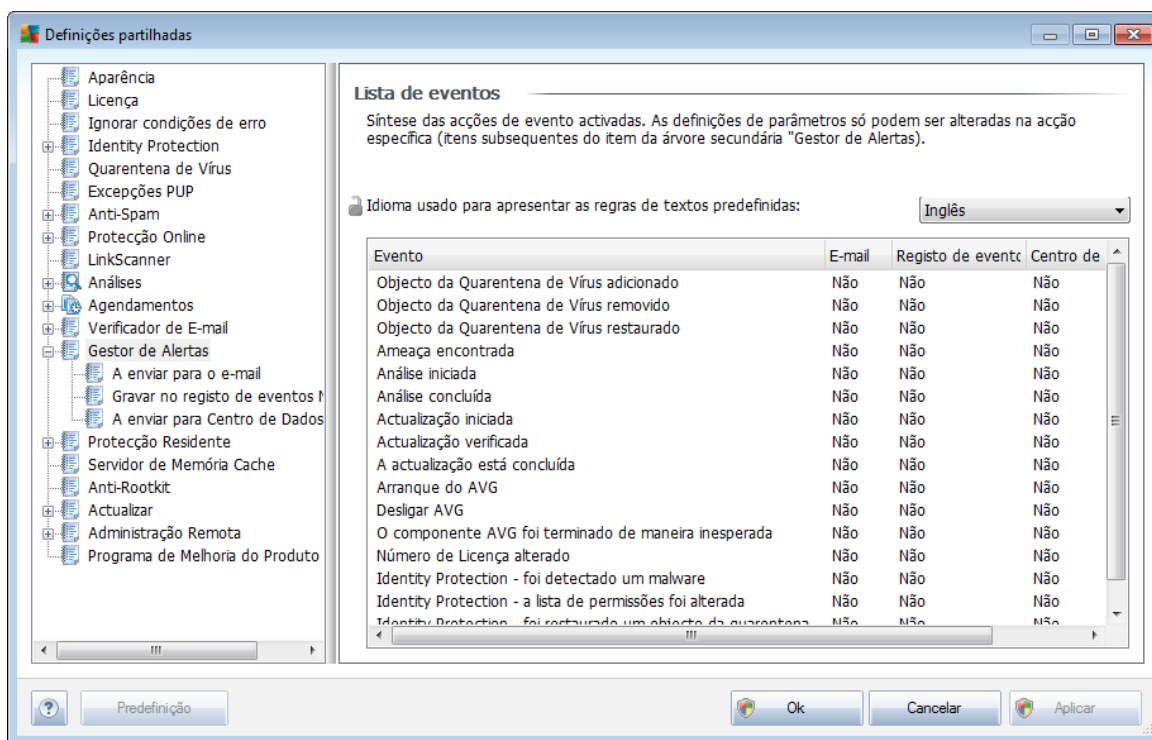 Definições partilhadas
Aparência
Licença
Ignorar condições de erro
Identity Protection
Quarentena de Vírus
Excepções PUP
Anti-Spam
Protecção Online
LinkScanner
Análises
Agendamentos
Verificador de E-mail
Gestor de Alertas
A enviar para o e-mail
Gravar no registo de eventos
A enviar para Centro de Dados
Protecção Residente
Servidor de Memória Cache
Anti-Rootkit
Actualizar
Administração Remota
Programa de Melhoria do Produto
Lista de eventos
Síntese das acções de evento activadas. As definições de parâmetros só podem ser alteradas na acção
específica (itens subsequentes do item da árvore secundária "Gestor de Alertas).
Idioma usado para apresentar as regras de textos predefinidas: Inglês
Evento E-mail Registo de evento Centro de
Objecto da Quarentena de Vírus adicionado Não Não Não
Objecto da Quarentena de Vírus removido Não Não Não
Objecto da Quarentena de Vírus restaurado Não Não Não
Ameaça encontrada Não Não Não
Análise iniciada Não Não Não
Análise concluída Não Não Não
Actualização iniciada Não Não Não
Actualização verificada Não Não Não
A actualização está concluída Não Não Não
Arranque do AVG Não Não Não
Desligar AVG Não Não Não
O componente AVG foi terminado de maneira inesperada Não Não Não
Número de Licença alterado Não Não Não
Identity Protection - foi detectado um malware Não Não Não
Identity Protection - a lista de permissões foi alterada Não Não Não
Identity Protection - foi restaurado um objecto da quarentena Não Não Não
Predefinição
Ok
Cancelar
Aplicar